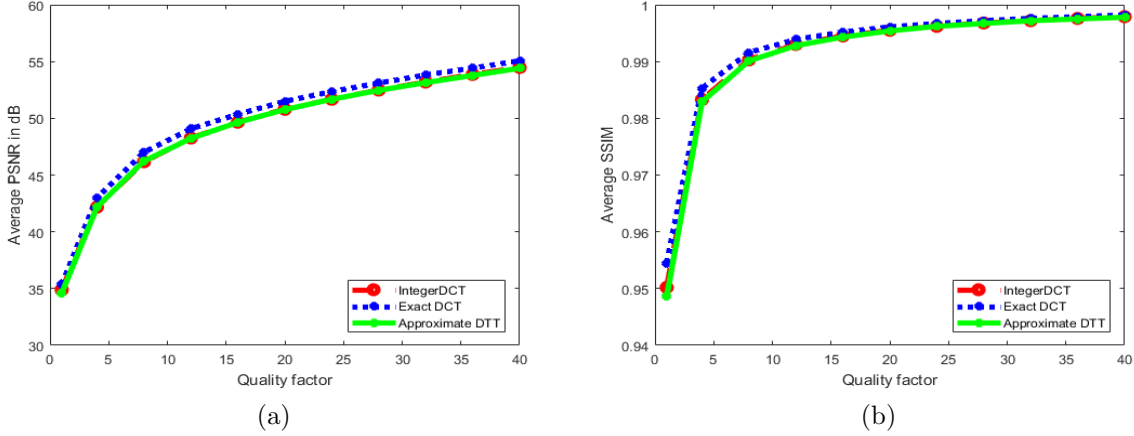 60
55
50
45
40
35
30
Average PSNR in dB
0 5 10 15 20 25 30 35 40
Quality factor
IntegerDCT
Exact DCT
Approximate DTT
(a)
1
0.99
0.98
0.97
0.96
0.95
0.94
Average SSIM
0 5 10 15 20 25 30 35 40
Quality factor
IntegerDCT
Exact DCT
Approximate DTT
(b)